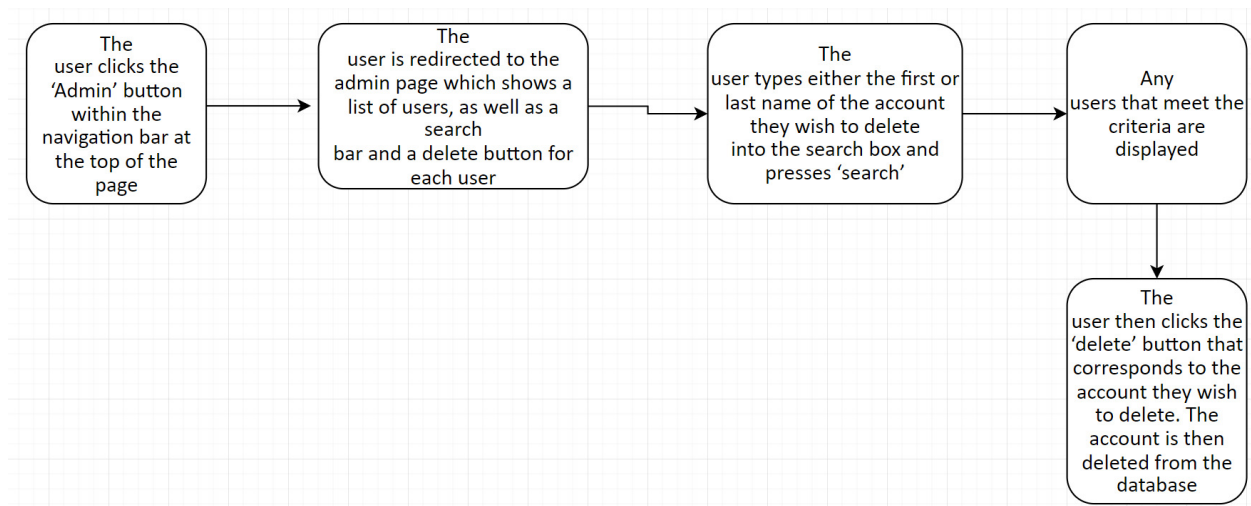 The
user clicks the
‘Admin’ button
within the
navigation bar at
the top of the
page
The
user is redirected to the
admin page which shows a
list of users, as well as a
search
bar and a delete button for
each user
The
user types either the first or
last name of the account
they wish to delete
into the search box and
presses ‘search’
Any
users that meet the
criteria are
displayed
The
user then clicks the
‘delete’ button that
corresponds to the
account they wish
to delete. The
account is then
deleted from the
database